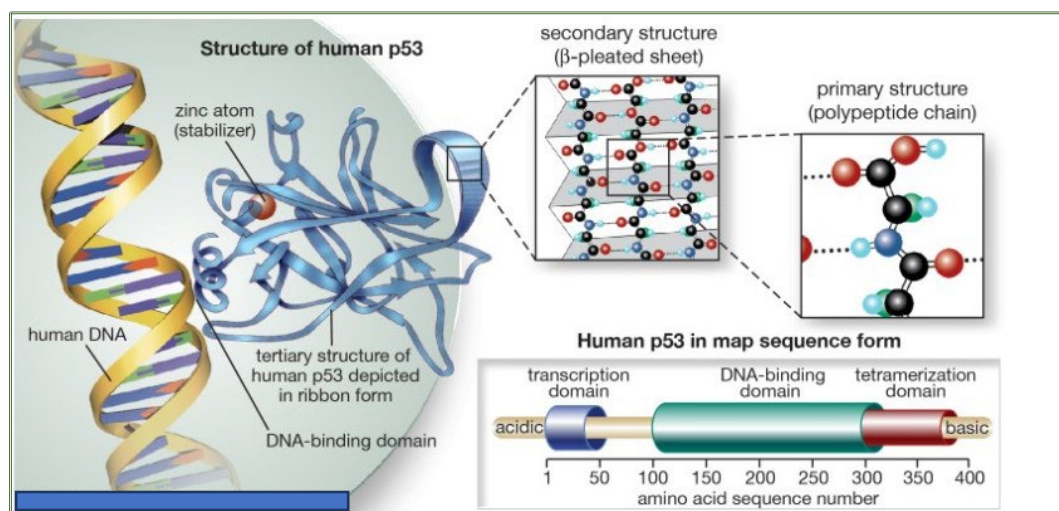 Structure of human p53
zinc atom
(stabilizer)
human DNA
tertiary structure of
human p53 depicted
in ribbon form
DNA-binding domain
secondary structure
(β-pleated sheet)
primary structure
(polypeptide chain)
Human p53 in map sequence form
transcription
domain
DNA-binding
domain
tetramerization
domain
acidic
basic
1 50 100 150 200 250 300 350 400
amino acid sequence number